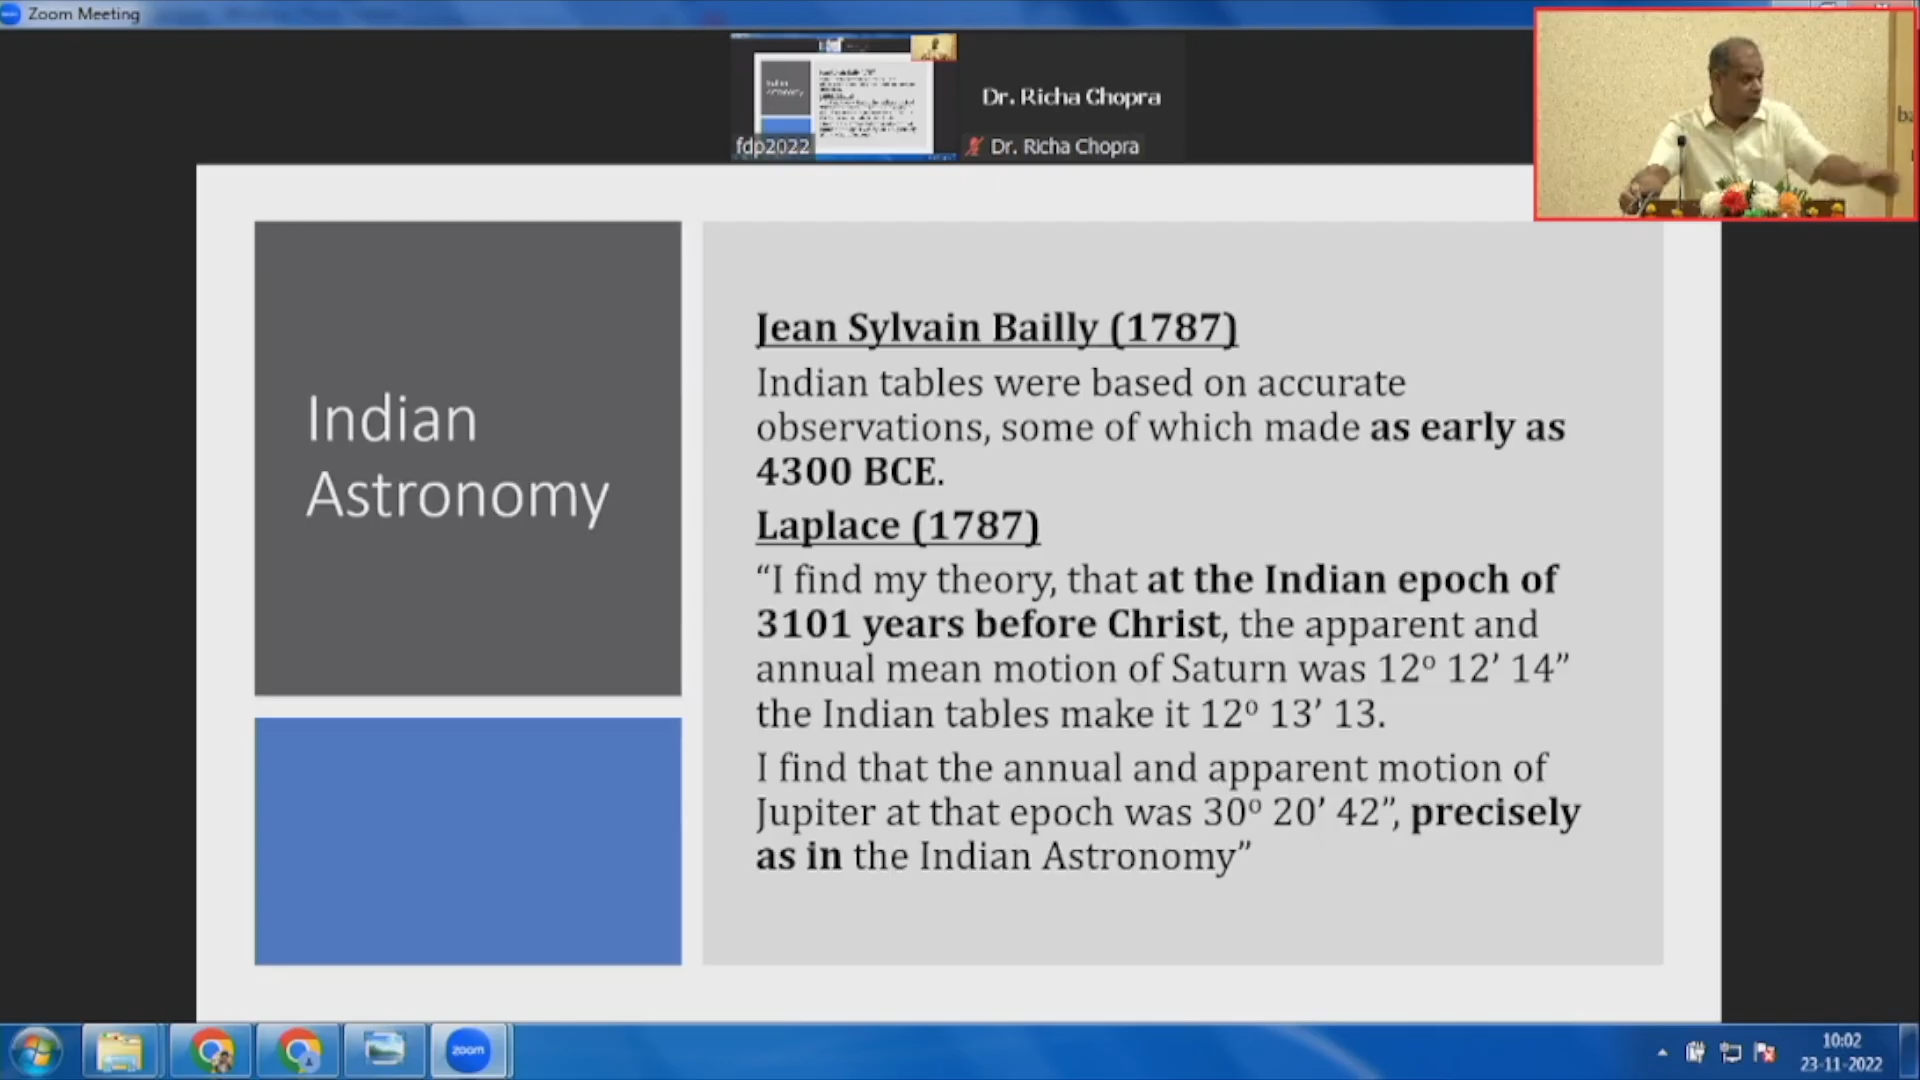 Zoom Meeting
Dr. Richa Chopra
fdp2022
Dr. Richa Chopra
Indian
Astronomy
Jean Sylvain Bailly (1787)
Indian tables were based on accurate
observations, some of which made as early as
4300 BCE.
Laplace (1787)
“I find my theory, that at the Indian epoch of
3101 years before Christ, the apparent and
annual mean motion of Saturn was 12º 12’ 14”
the Indian tables make it 12º 13’ 13.
I find that the annual and apparent motion of
Jupiter at that epoch was 30º 20’ 42”, precisely
as in the Indian Astronomy”
zoom
10:02
23-11-2022